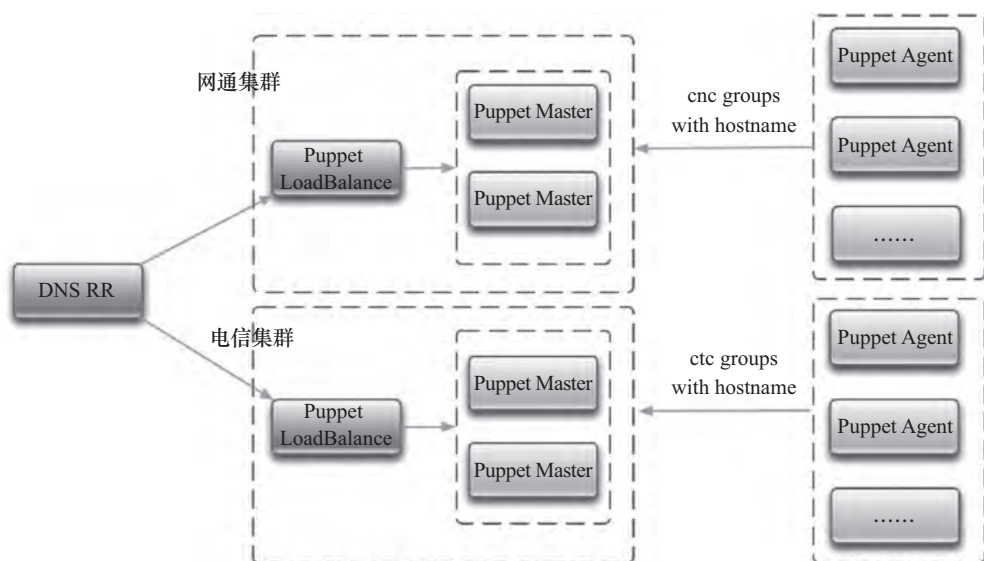 网通集群
Puppet
LoadBalance
Puppet Master
Puppet Master
cnc groups
with hostname
Puppet Agent
Puppet Agent
……
DNS RR
电信集群
Puppet
LoadBalance
Puppet Master
Puppet Master
ctc groups
with hostname
Puppet Agent
Puppet Agent
……